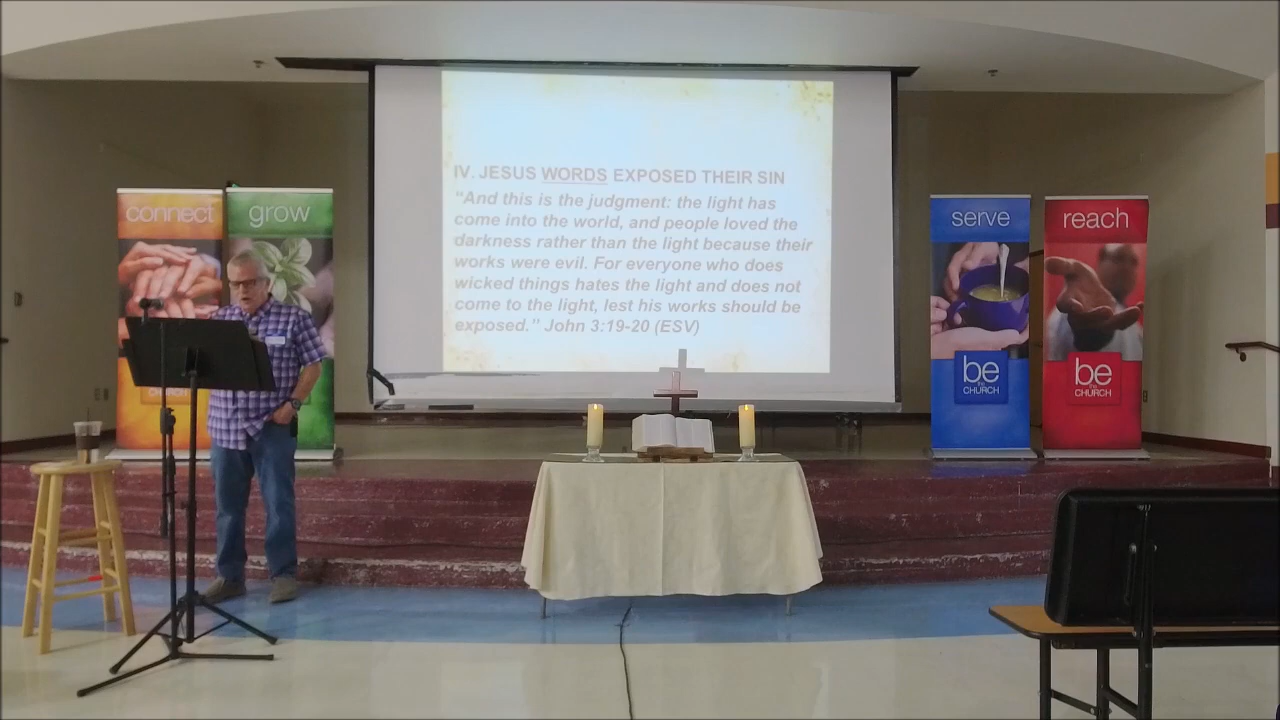 IV. JESUS WORDS EXPOSED THEIR SIN
“And this is the judgment: the light has
come into the world, and people loved the
darkness rather than the light because their
works were evil. For everyone who does
wicked things hates the light and does not
come to the light, lest his works should be
exposed.” John 3:19-20 (ESV)
connect
grow
CHURCH
serve
be
CHURCH
reach
be
CHURCH